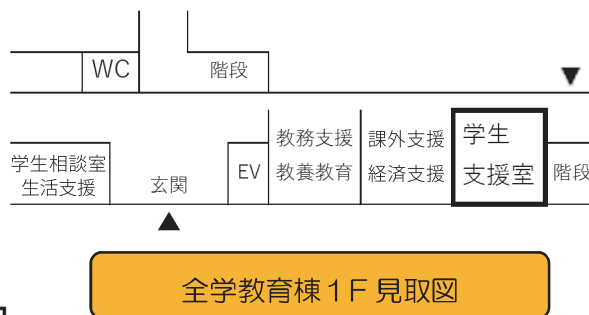 WC
階段
学生相談室
生活支援
玄関
EV
教務支援
教養教育
課外支援
経済支援
学生
支援室
階段
全学教育棟1F見取図